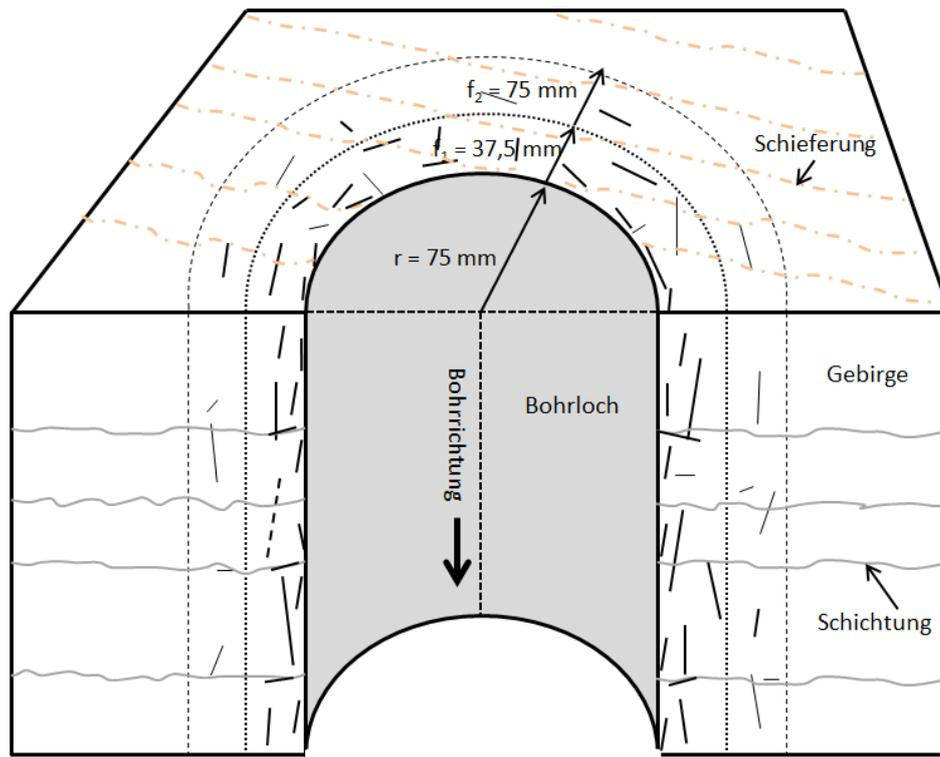 f₂ = 75 mm
f₁ = 37,5 mm
Schieferung
r = 75 mm
Gebirge
Bohrrichtung
Bohrloch
Schichtung